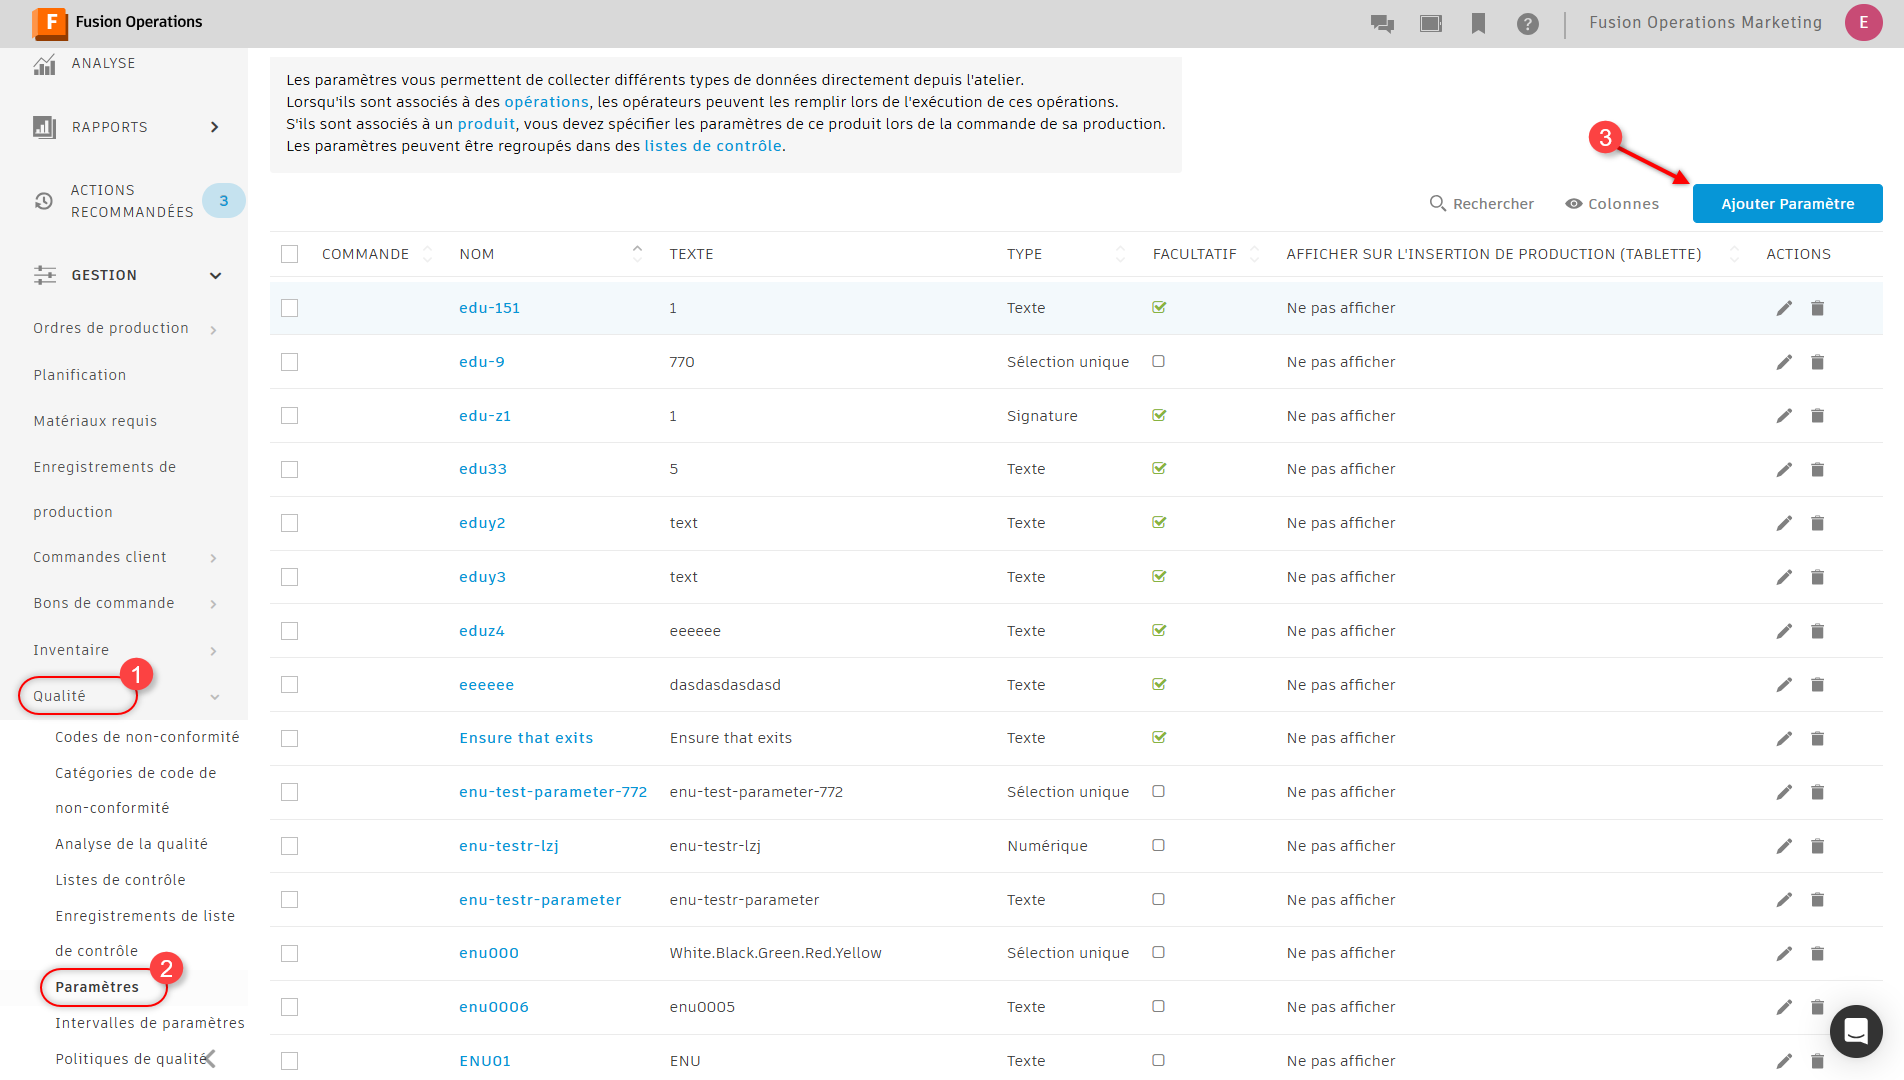 F Fusion Operations
Fusion Operations Marketing E
ANALYSE
RAPPORTS
ACTIONS
RECOMMANDÉES
3
GESTION
Ordres de production
Planification
Matériaux requis
Enregistrements de
production
Commandes client
Bons de commande
Inventaire
1
Qualité
Codes de non-conformité
Catégories de code de
non-conformité
Analyse de la qualité
Listes de contrôle
Enregistrements de liste
de contrôle
2
Paramètres
Intervalles de paramètres
Politiques de qualité
Les paramètres vous permettent de collecter différents types de données directement depuis l'atelier.
Lorsqu'ils sont associés à des opérations, les opérateurs peuvent les remplir lors de l'exécution de ces opérations.
S'ils sont associés à un produit, vous devez spécifier les paramètres de ce produit lors de la commande de sa production.
Les paramètres peuvent être regroupés dans des listes de contrôle.
3
Rechercher Colonnes Ajouter Paramètre
COMMANDE NOM TEXTE TYPE FACULTATIF AFFICHER SUR L'INSERTION DE PRODUCTION (TABLETTE) ACTIONS
edu-151 1 Texte Ne pas afficher
edu-9 770 Sélection unique Ne pas afficher
edu-z1 1 Signature Ne pas afficher
edu33 5 Texte Ne pas afficher
eduy2 text Texte Ne pas afficher
eduy3 text Texte Ne pas afficher
eduz4 eeeeee Texte Ne pas afficher
eeeeee dasdasdasdasd Texte Ne pas afficher
Ensure that exits Ensure that exits Texte Ne pas afficher
enu-test-parameter-772 enu-test-parameter-772 Sélection unique Ne pas afficher
enu-testr-lzj enu-testr-lzj Numérique Ne pas afficher
enu-testr-parameter enu-testr-parameter Texte Ne pas afficher
enu000 White.Black.Green.Red.Yellow Sélection unique Ne pas afficher
enu0006 enu0005 Texte Ne pas afficher
ENU01 ENU Texte Ne pas afficher